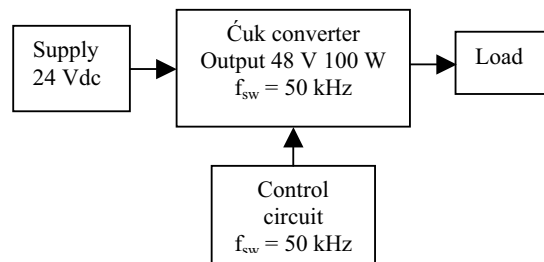 Supply
24 Vdc
Ćuk converter
Output 48 V 100 W
fsw = 50 kHz
Load
Control
circuit
fsw = 50 kHz